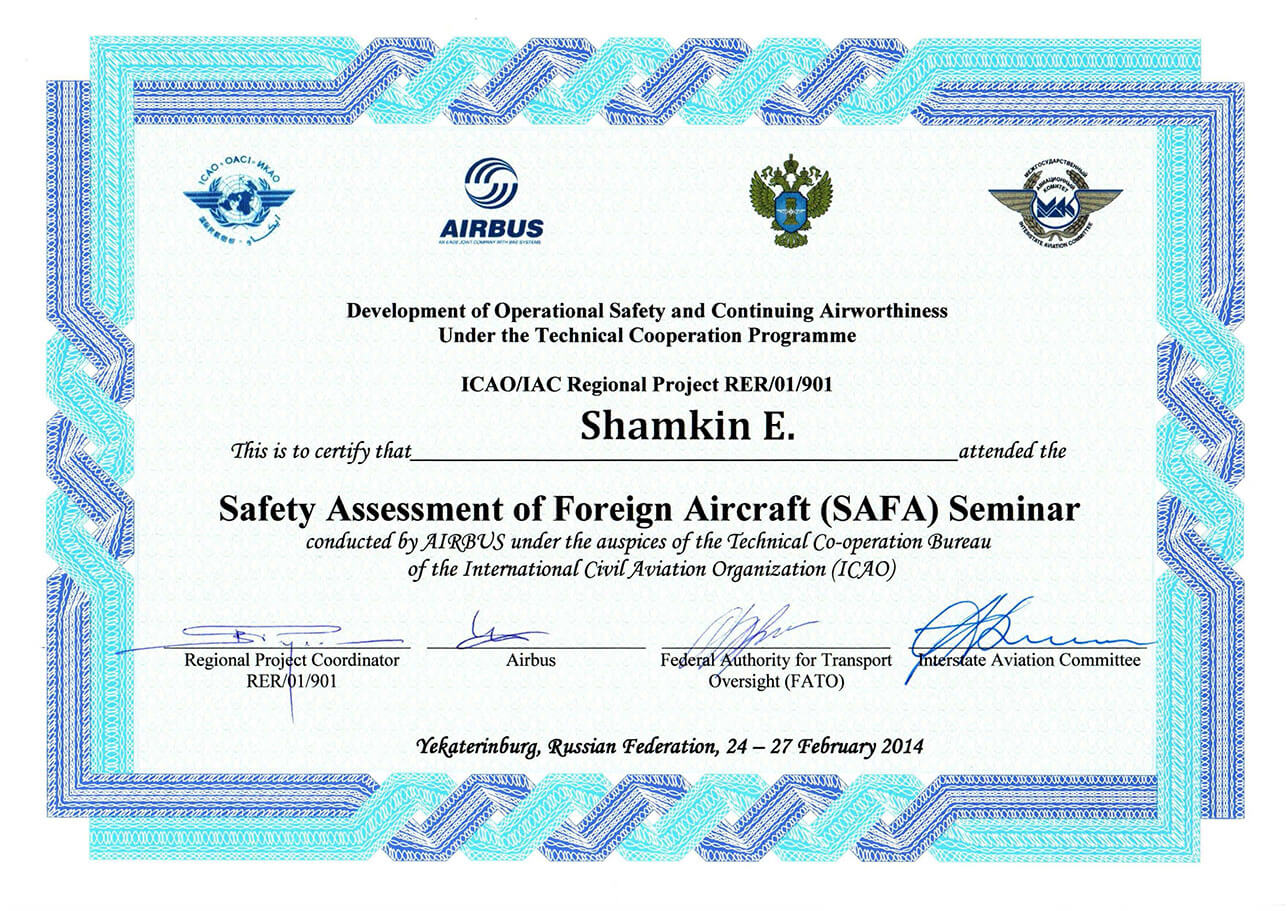 ICAO · OACI · ИКАО
AIRBUS
AN EADS JOINT COMPANY WITH BAE SYSTEMS
МЕЖГОСУДАРСТВЕННЫЙ
АВИАЦИОННЫЙ
КОМИТЕТ
МАК
INTERSTATE AVIATION COMMITTEE
Development of Operational Safety and Continuing Airworthiness
Under the Technical Cooperation Programme
ICAO/IAC Regional Project RER/01/901
Shamkin E.
This is to certify that attended the
Safety Assessment of Foreign Aircraft (SAFA) Seminar
conducted by AIRBUS under the auspices of the Technical Co-operation Bureau
of the International Civil Aviation Organization (ICAO)
Regional Project Coordinator
RER/01/901
Airbus
Federal Authority for Transport
Oversight (FATO)
Interstate Aviation Committee
Yekaterinburg, Russian Federation, 24 – 27 February 2014